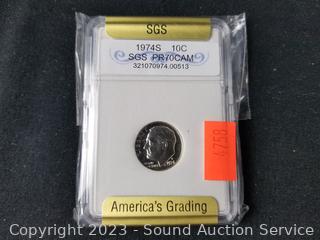 SGS
1974S 10C
SGS PR70CAM
321070974.00513
4758
America's Grading
Copyright 2023 - Sound Auction Service